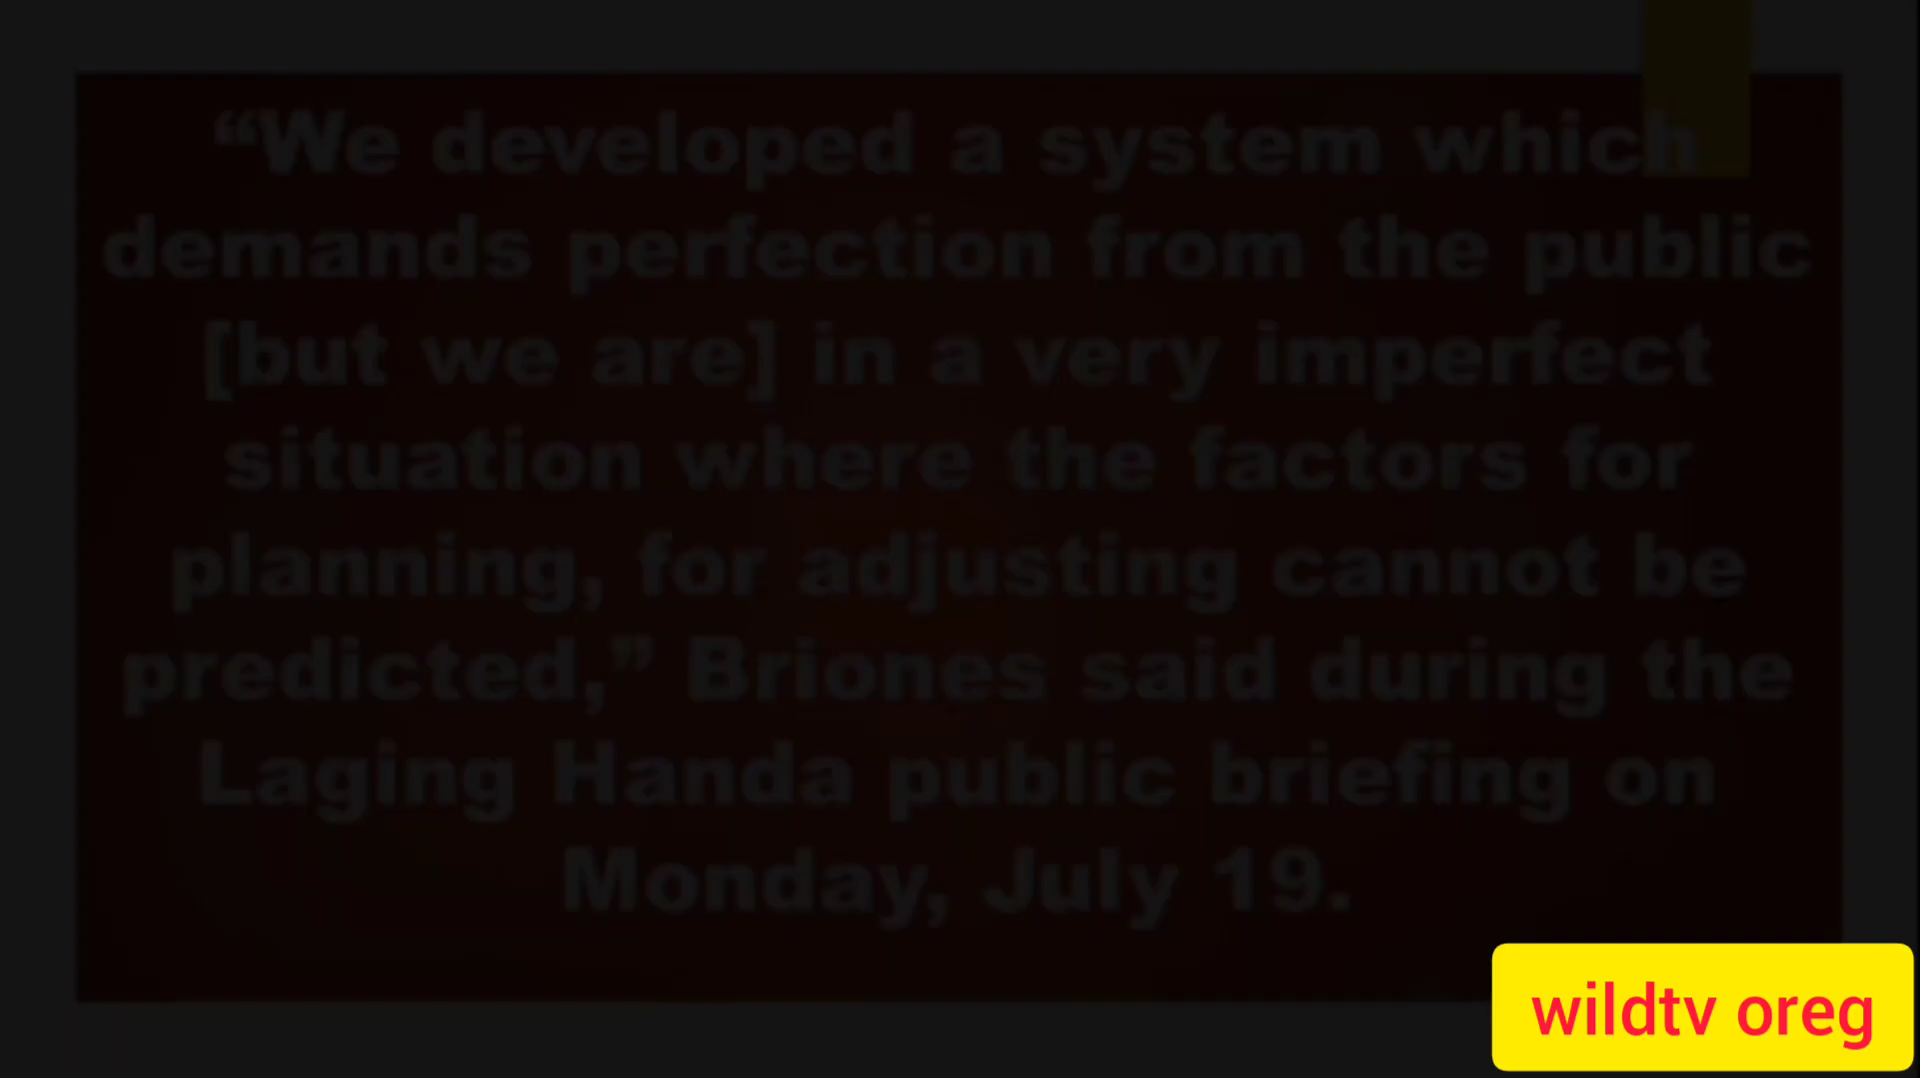 “We developed a system which
demands perfection from the public
[but we are] in a very imperfect
situation where the factors for
planning, for adjusting cannot be
predicted,” Briones said during the
Laging Handa public briefing on
Monday, July 19.
wildtv oreg